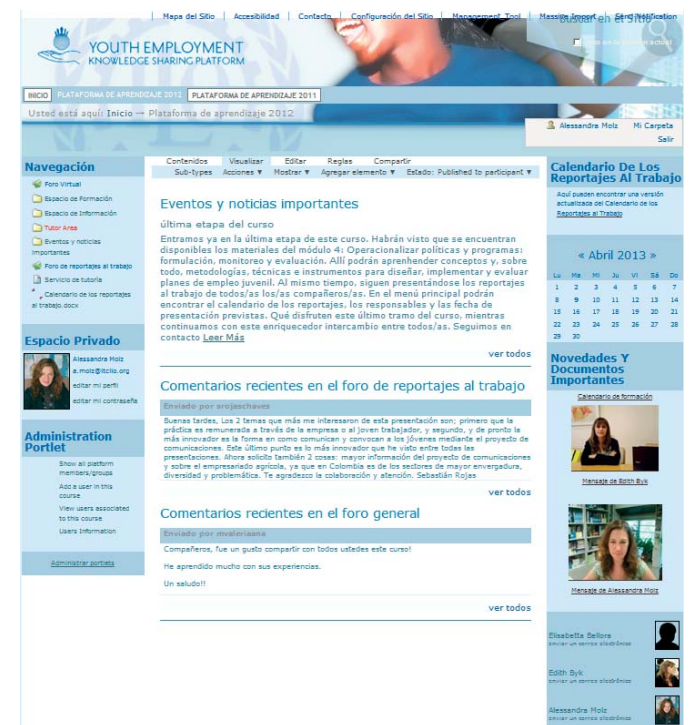 Mapa del Sitio | Accesibilidad | Contacto | Configuración del Sitio | Management Tool | Massive Import | Send Notification
Buscar en el Sitio
YOUTH EMPLOYMENT
KNOWLEDGE SHARING PLATFORM
INICIO PLATAFORMA DE APRENDIZAJE 2012 PLATAFORMA DE APRENDIZAJE 2011
Usted está aquí: Inicio → Plataforma de aprendizaje 2012
Alessandra Molz Mi Carpeta
Salir
Navegación
Foro Virtual
Espacio de Formación
Espacio de Información
Tutor Area
Eventos y noticias
importantes
Foro de reportajes al trabajo
Servicio de tutoría
Calendario de los reportajes
al trabajo.docx
Espacio Privado
Alessandra Molz
a.molz@itcilo.org
editar mi perfil
editar mi contraseña
Administration
Portlet
Show all platform
members/groups
Add a user in this
course
View users associated
to this course
Users Information
Administrar portlets
Contenidos Visualizar Editar Reglas Compartir
Sub-types Acciones ▼ Mostrar ▼ Agregar elemento ▼ Estado: Published to participant ▼
Eventos y noticias importantes
última etapa del curso
Entramos ya en la última etapa de este curso. Habrán visto que se encuentran
disponibles los materiales del módulo 4: Operacionalizar políticas y programas:
formulación, monitoreo y evaluación. Allí podrán aprehender conceptos y, sobre
todo, metodologías, técnicas e instrumentos para diseñar, implementar y evaluar
planes de empleo juvenil. Al mismo tiempo, siguen presentándose los reportajes
al trabajo de todos/as los/as compañeros/as. En el menú principal podrán
encontrar el calendario de los reportajes, los responsables y las fecha de
presentación previstas. Qué disfruten este último tramo del curso, mientras
continuamos con este enriquecedor intercambio entre todos/as. Seguimos en
contacto Leer Más
ver todos
Comentarios recientes en el foro de reportajes al trabajo
Enviado por srojaschaves
Buenas tardes, Los 2 temas que más me interesaron de esta presentación son; primero que la
práctica es remunerada a través de la empresa o al joven trabajador, y segundo, y de pronto la
más innovador es la forma en como comunican y convocan a los jóvenes mediante el proyecto de
comunicaciones. Este último punto es lo más innovador que he visto entre todas las
presentaciones. Ahora solicito también 2 cosas: mayor información del proyecto de comunicaciones
y sobre el empresariado agrícola, ya que en Colombia es de los sectores de mayor envergadura,
diversidad y problemática. Te agradezco la colaboración y atención. Sebastián Rojas
ver todos
Comentarios recientes en el foro general
Enviado por mvaleriaana
Compañeros, fue un gusto compartir con todos ustedes este curso!
He aprendido mucho con sus experiencias.
Un saludo!!
ver todos
Calendario De Los
Reportajes Al Trabajo
Aquí pueden encontrar una versión
actualizada del Calendario de los
Reportajes al Trabajo
« Abril 2013 »
Lu Ma Mi Ju Vi Sá Do
1 2 3 4 5 6 7
8 9 10 11 12 13 14
15 16 17 18 19 20 21
22 23 24 25 26 27 28
29 30
Novedades Y
Documentos
Importantes
Calendario de formación
Mensaje de Edith Byk
Mensaje de Alessandra Molz
Elisabetta Bellora
enviar un correo electrónico
Edith Byk
enviar un correo electrónico
Alessandra Molz
enviar un correo electrónico